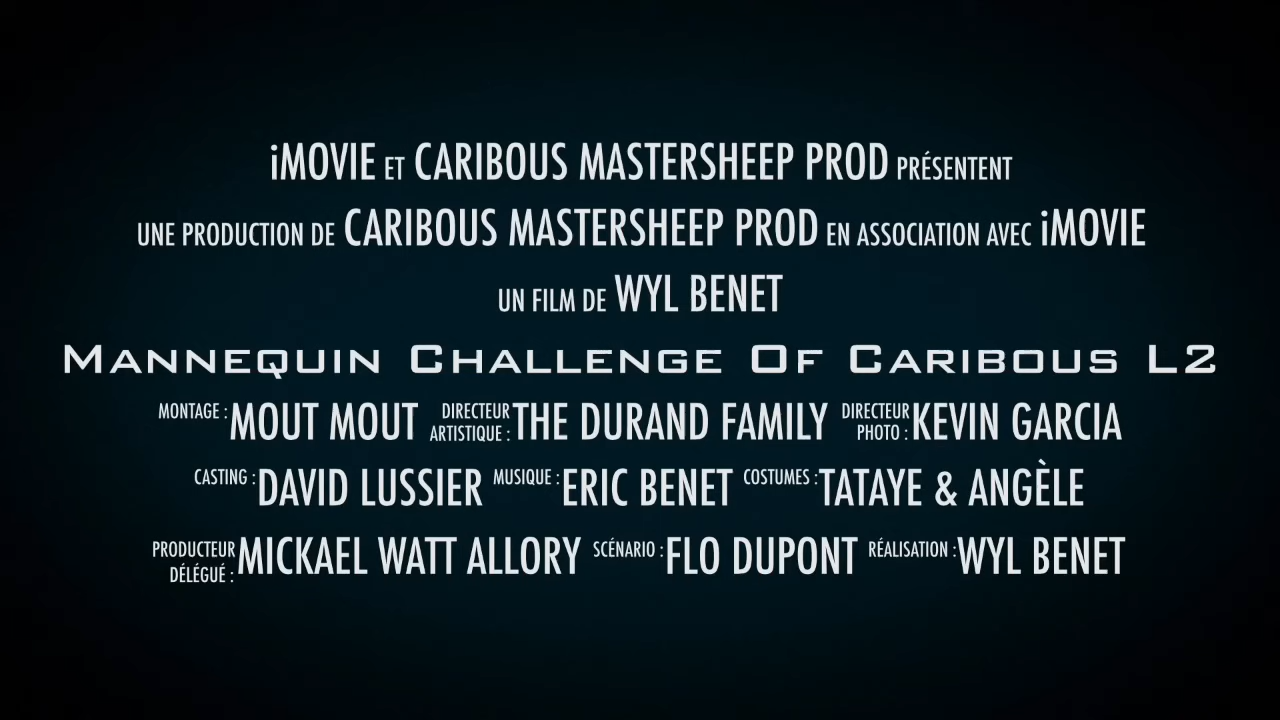 iMOVIE ET CARIBOUS MASTERSHEEP PROD PRÉSENTENT
UNE PRODUCTION DE CARIBOUS MASTERSHEEP PROD EN ASSOCIATION AVEC iMOVIE
UN FILM DE WYL BENET
MANNEQUIN CHALLENGE OF CARIBOUS L2
MONTAGE : MOUT MOUT DIRECTEUR ARTISTIQUE : THE DURAND FAMILY DIRECTEUR PHOTO : KEVIN GARCIA
CASTING : DAVID LUSSIER MUSIQUE : ERIC BENET COSTUMES : TATAYE & ANGÈLE
PRODUCTEUR DÉLÉGUÉ : MICKAEL WATT ALLORY SCÉNARIO : FLO DUPONT RÉALISATION : WYL BENET